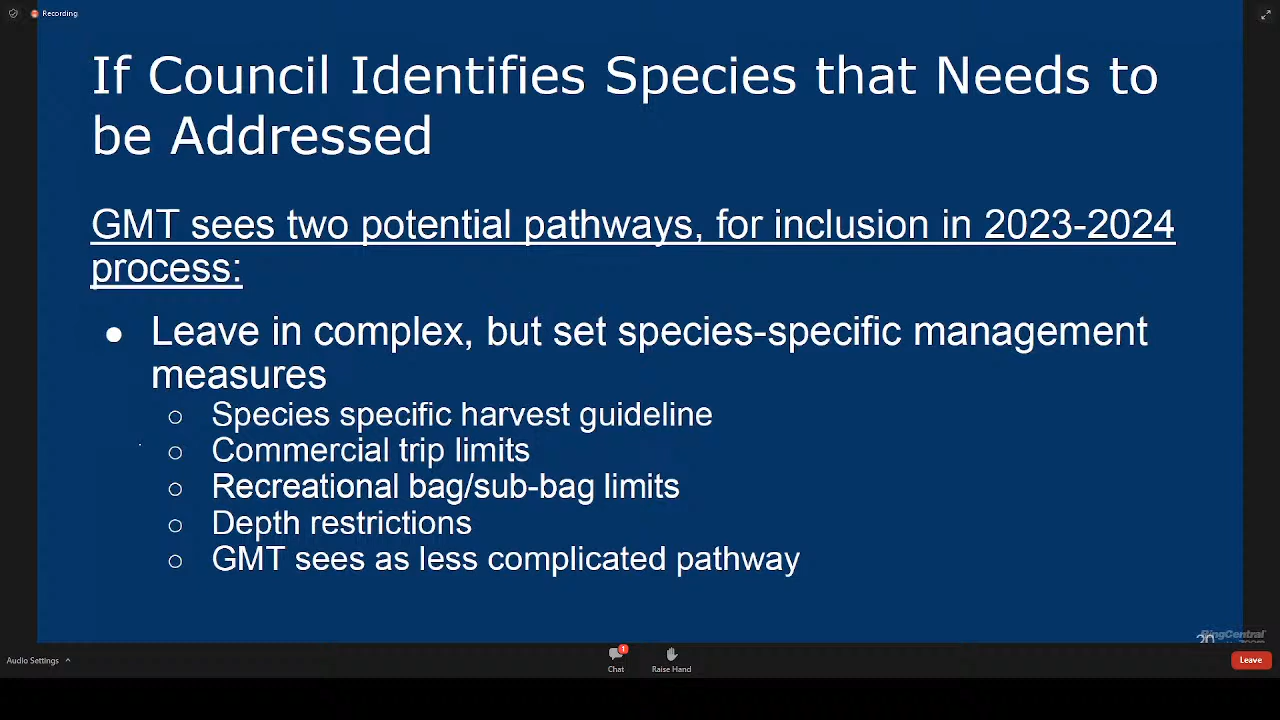 Recording
If Council Identifies Species that Needs to
be Addressed
GMT sees two potential pathways, for inclusion in 2023-2024
process:
● Leave in complex, but set species-specific management
measures
○ Species specific harvest guideline
○ Commercial trip limits
○ Recreational bag/sub-bag limits
○ Depth restrictions
○ GMT sees as less complicated pathway
RingCentral
Audio Settings
1
Chat
Raise Hand
Leave